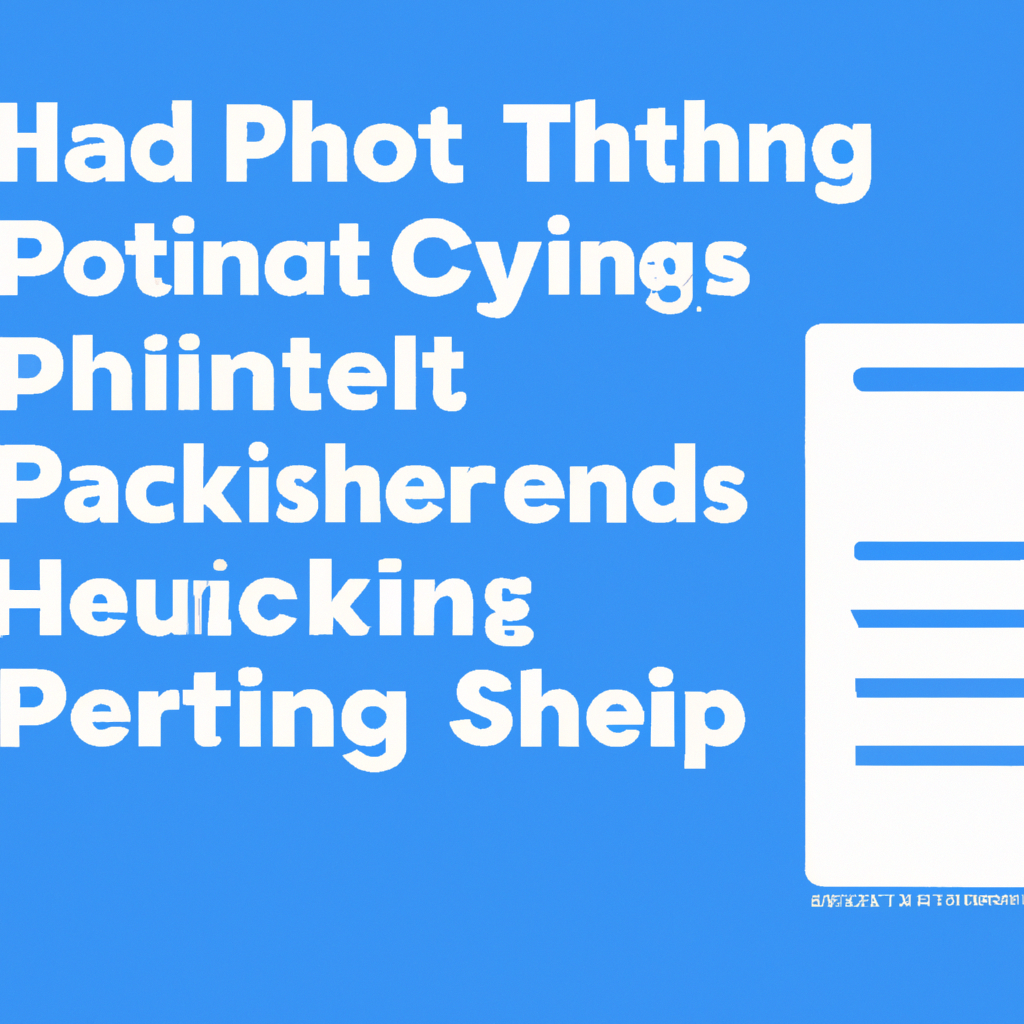 Had Phot Ththng
Potinat Cyings
Phiintelt
Packisherends
Heuicking
Perting Sheip